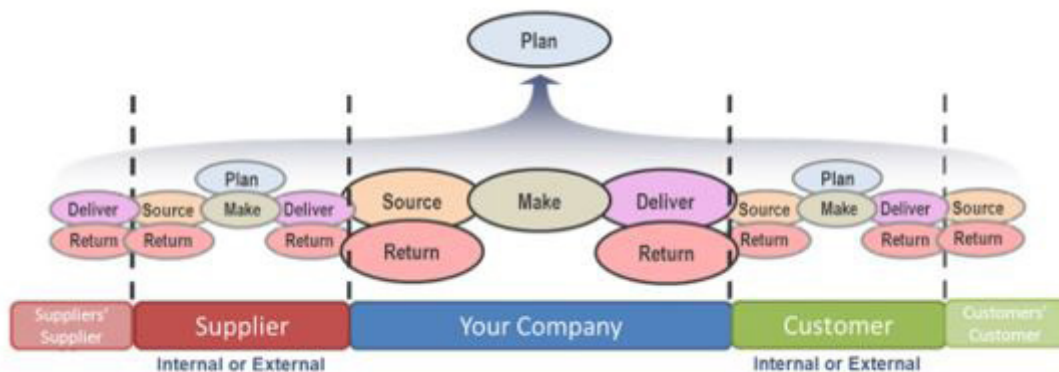 Plan
Plan
Plan
Deliver Source Make Deliver Source Make Deliver Source Make Deliver Source
Return Return Return Return Return Return Return Return
Suppliers' Supplier Your Company Customer Customers'
Supplier Customer
Internal or External Internal or External